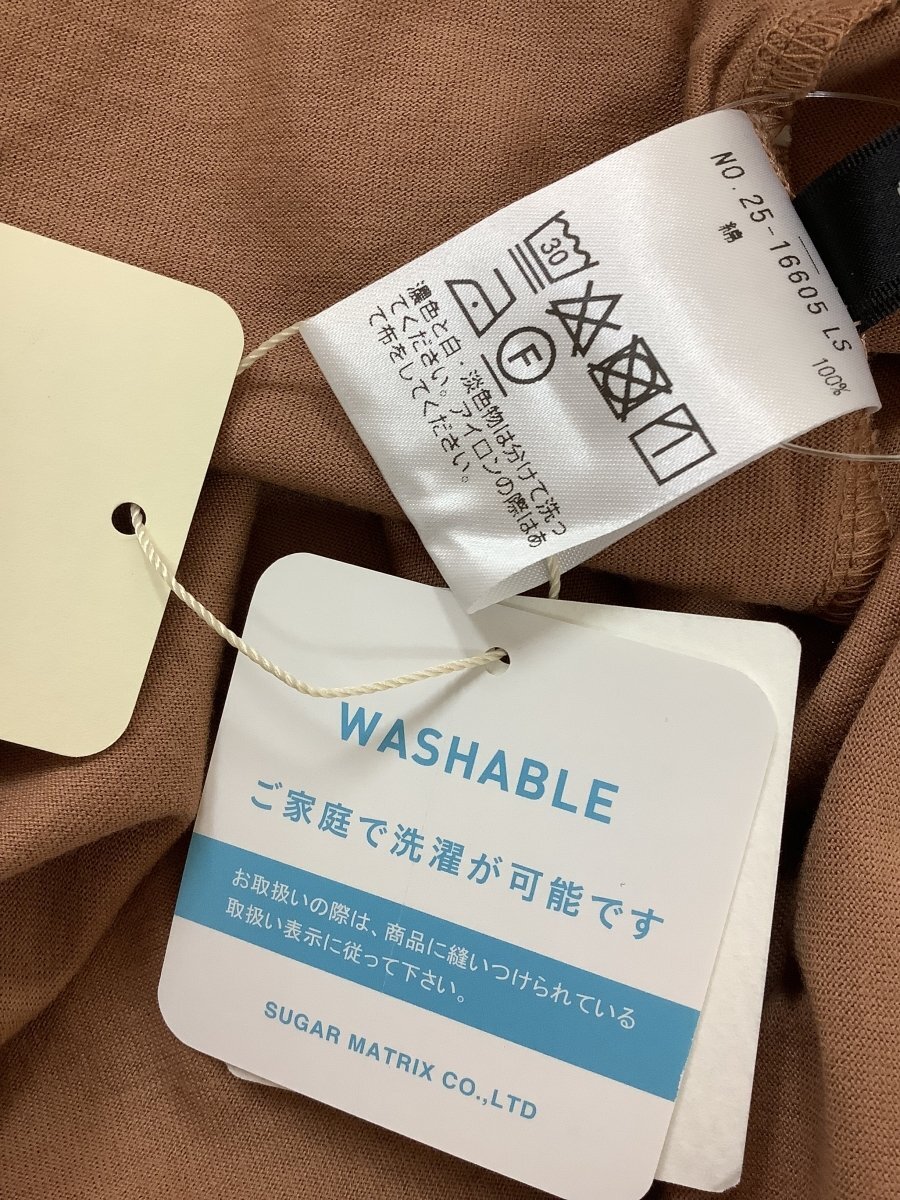 NO.25-16605 LS
綿 100%
30
F
濃色と白、淡色物は分けて洗っ
てください。アイロンの際はあ
て布をしてください。
WASHABLE
ご家庭で洗濯が可能です
お取扱いの際は、商品に縫いつけられている
取扱い表示に従って下さい。
SUGAR MATRIX CO.,LTD